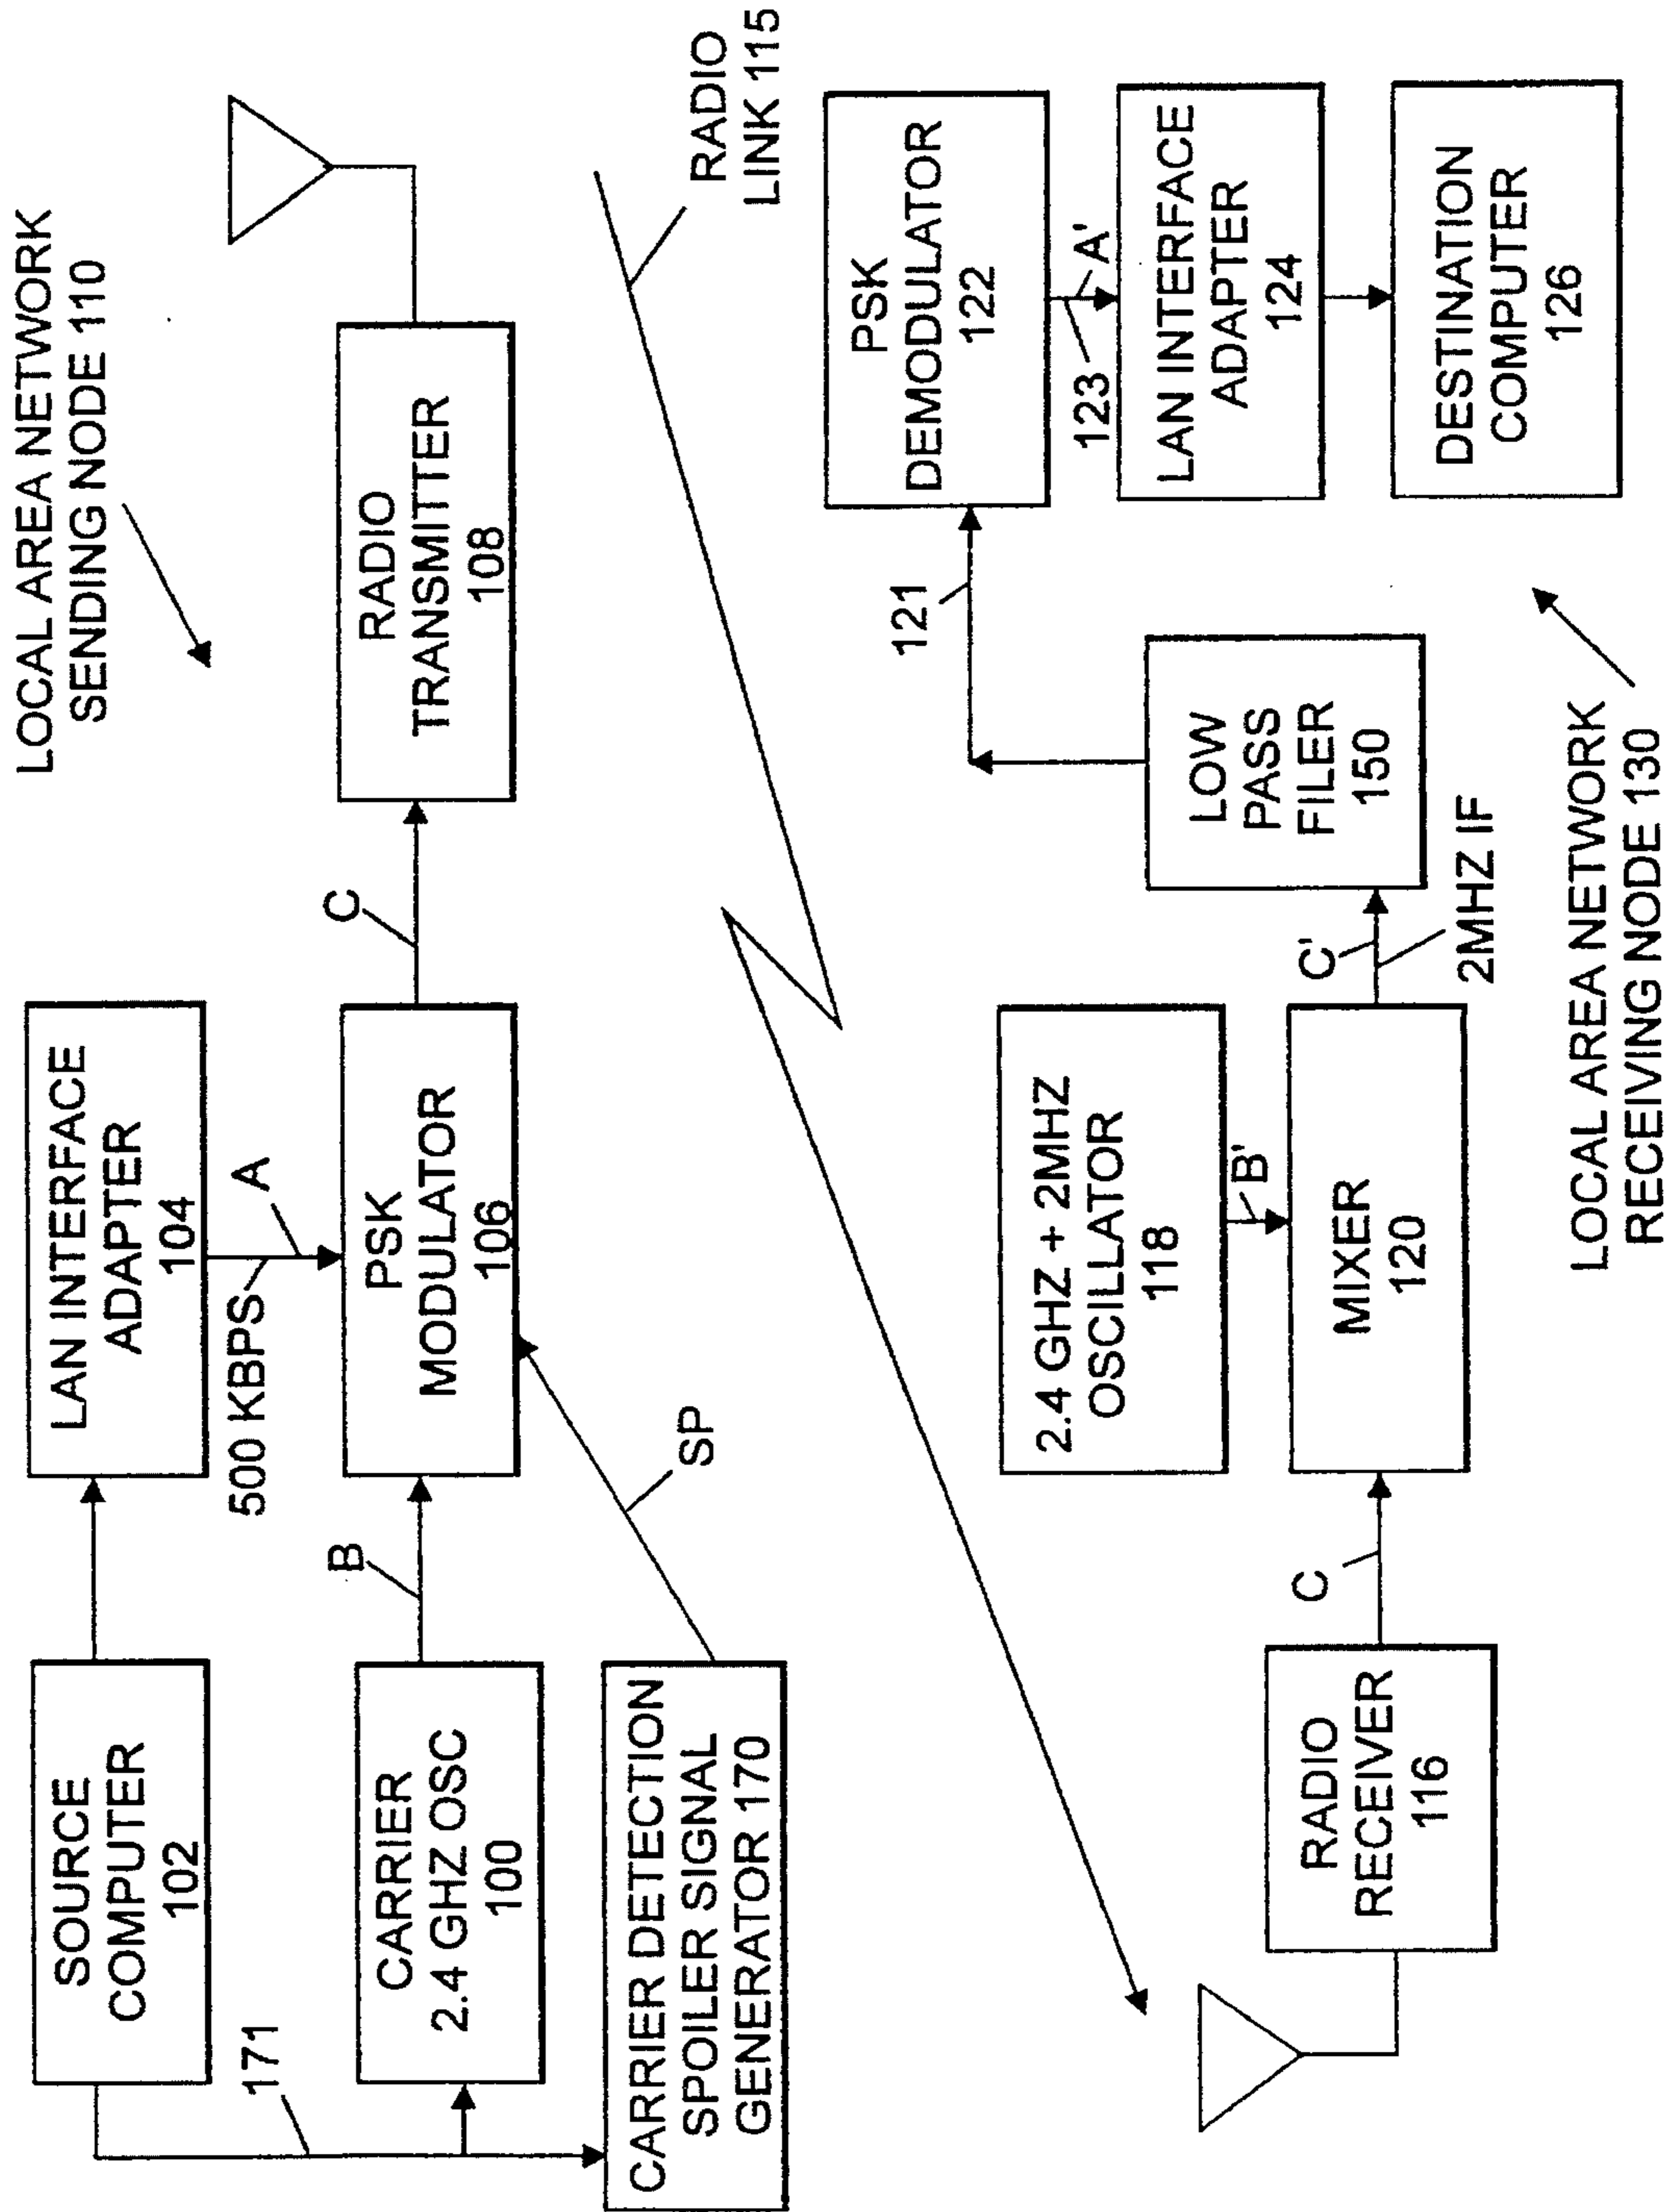 LOCAL AREA NETWORK
SENDING NODE 110
SOURCE
COMPUTER
102
LAN INTERFACE
ADAPTER
104
171
500 KBPS
A
CARRIER
2.4 GHZ OSC
100
B
PSK
MODULATOR
106
C
RADIO
TRANSMITTER
108
CARRIER DETECTION
SPOILER SIGNAL
GENERATOR 170
SP
RADIO
LINK 115
RADIO
RECEIVER
116
C
2.4 GHZ + 2MHZ
OSCILLATOR
118
B'
MIXER
120
C'
2MHZ IF
LOW
PASS
FILER
150
121
PSK
DEMODULATOR
122
123
A'
LAN INTERFACE
ADAPTER
124
DESTINATION
COMPUTER
126
LOCAL AREA NETWORK
RECEIVING NODE 130